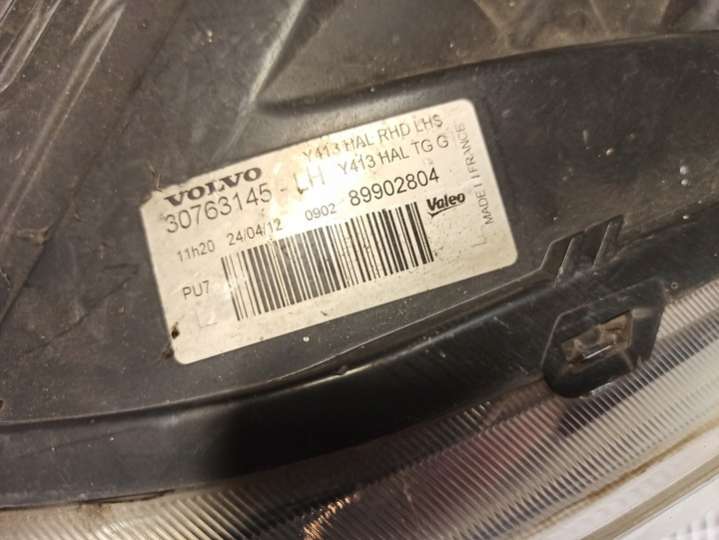 VOLVO Y413 HAL RHD LHS
30763145 - LH Y413 HAL TG G
11h20 24/04/12 0902 89902804
PU7
Valeo
MADE I / FRANCE
L